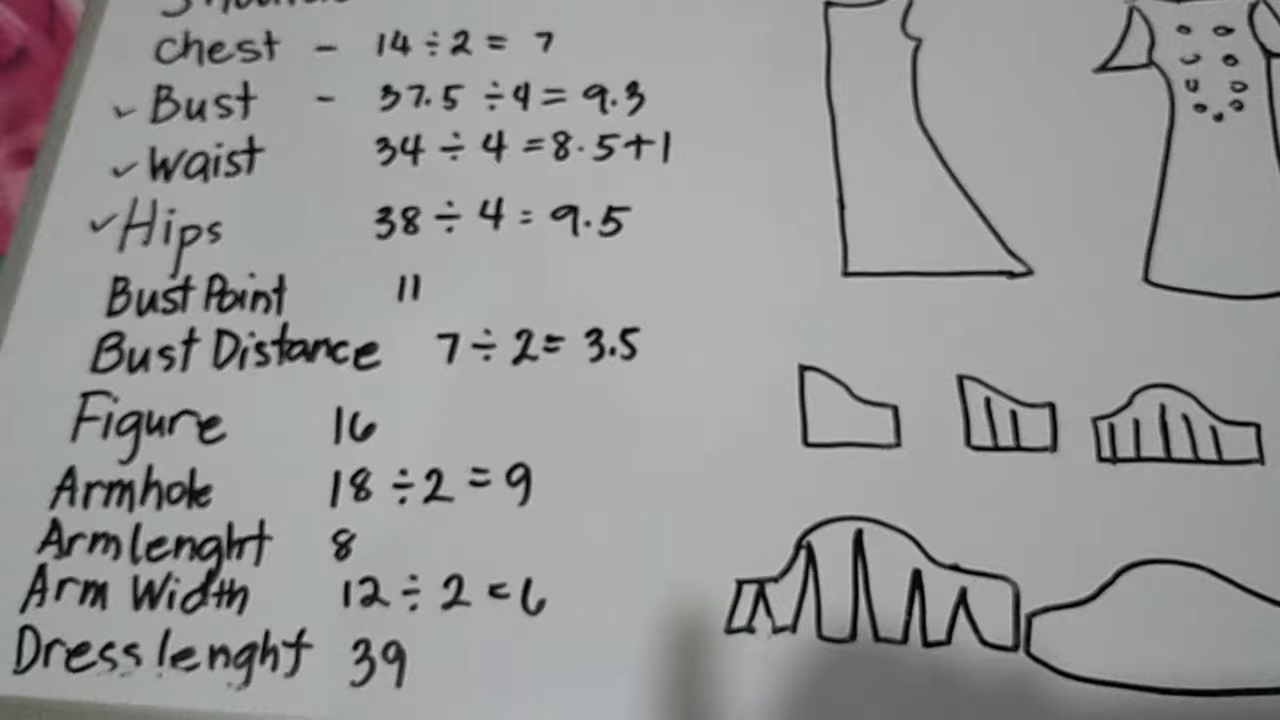 chest - 14 ÷ 2 = 7
✓ Bust - 37.5 ÷ 4 = 9.3
✓ Waist 34 ÷ 4 = 8.5+1
✓ Hips 38 ÷ 4 = 9.5
Bust Point 11
Bust Distance 7 ÷ 2 = 3.5
Figure 16
Armhole 18 ÷ 2 = 9
Arm lenght 8
Arm Width 12 ÷ 2 = 6
Dress lenght 39